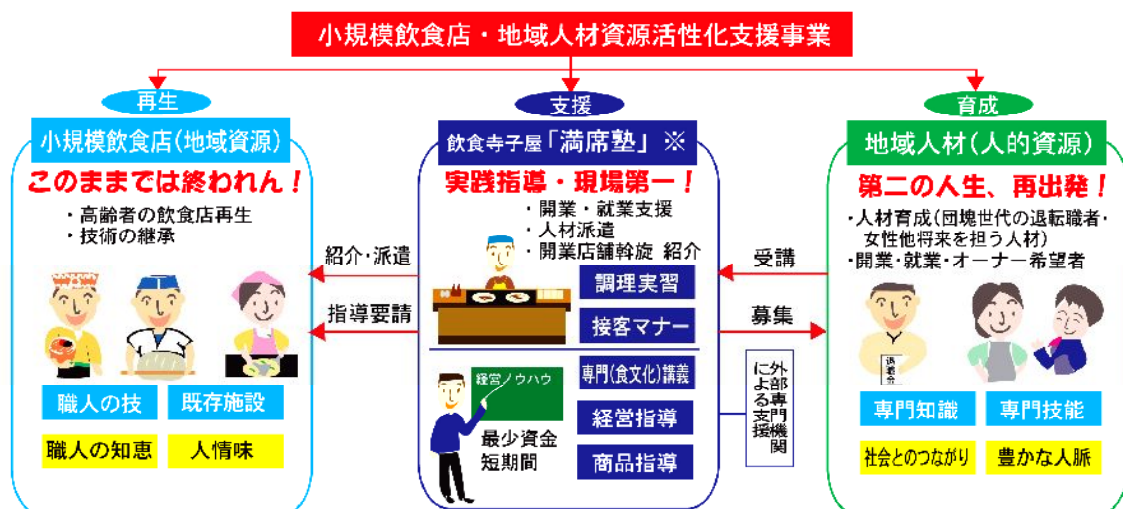 小規模飲食店・地域人材資源活性化支援事業
再生
小規模飲食店(地域資源)
このままでは終われん！
・高齢者の飲食店再生
・技術の継承
職人の技
既存施設
職人の知恵
人情味
紹介・派遣
指導要請
支援
飲食寺子屋「満席塾」※
実践指導・現場第一！
・開業・就業支援
・人材派遣
・開業店舗斡旋 紹介
調理実習
接客マナー
経営ノウハウ
最少資金
短期間
専門(食文化)講義
経営指導
商品指導
受講
募集
外部専門機関
による支援
育成
地域人材(人的資源)
第二の人生、再出発！
・人材育成(団塊世代の退転職者・
女性他将来を担う人材)
・開業・就業・オーナー希望者
退職金
専門知識
専門技能
社会とのつながり
豊かな人脈